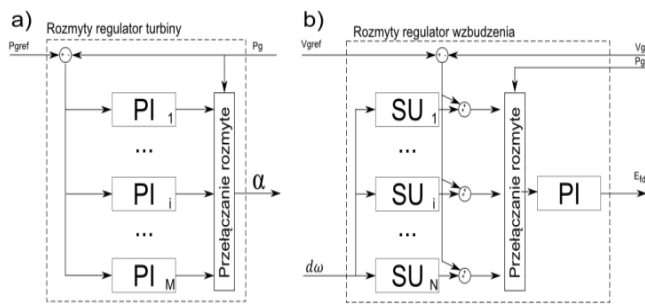 a)
Rozmyty regulator turbiny
Pgref
Pg
PI 1
...
PI i
...
PI M
Przełączanie rozmyte
α
b)
Rozmyty regulator wzbudzenia
Vgref
Vg
Pg
SU 1
...
SU i
...
SU N
dω
Przełączanie rozmyte
PI
Efd